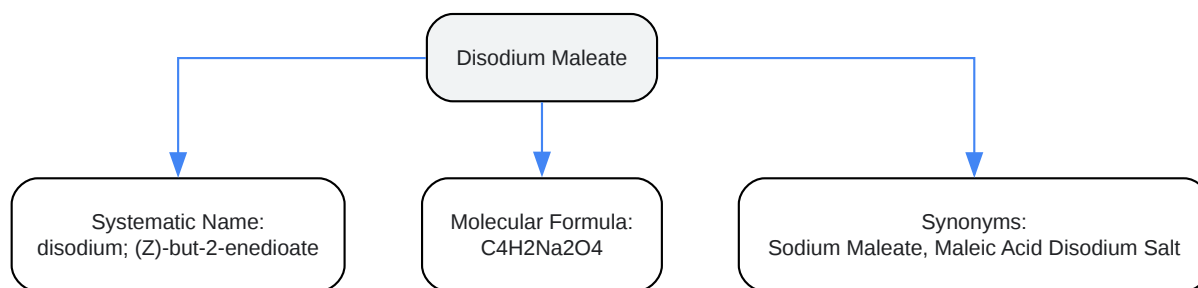 Disodium Maleate
Systematic Name:
disodium; (Z)-but-2-enedioate
Molecular Formula:
C4H2Na2O4
Synonyms:
Sodium Maleate, Maleic Acid Disodium Salt